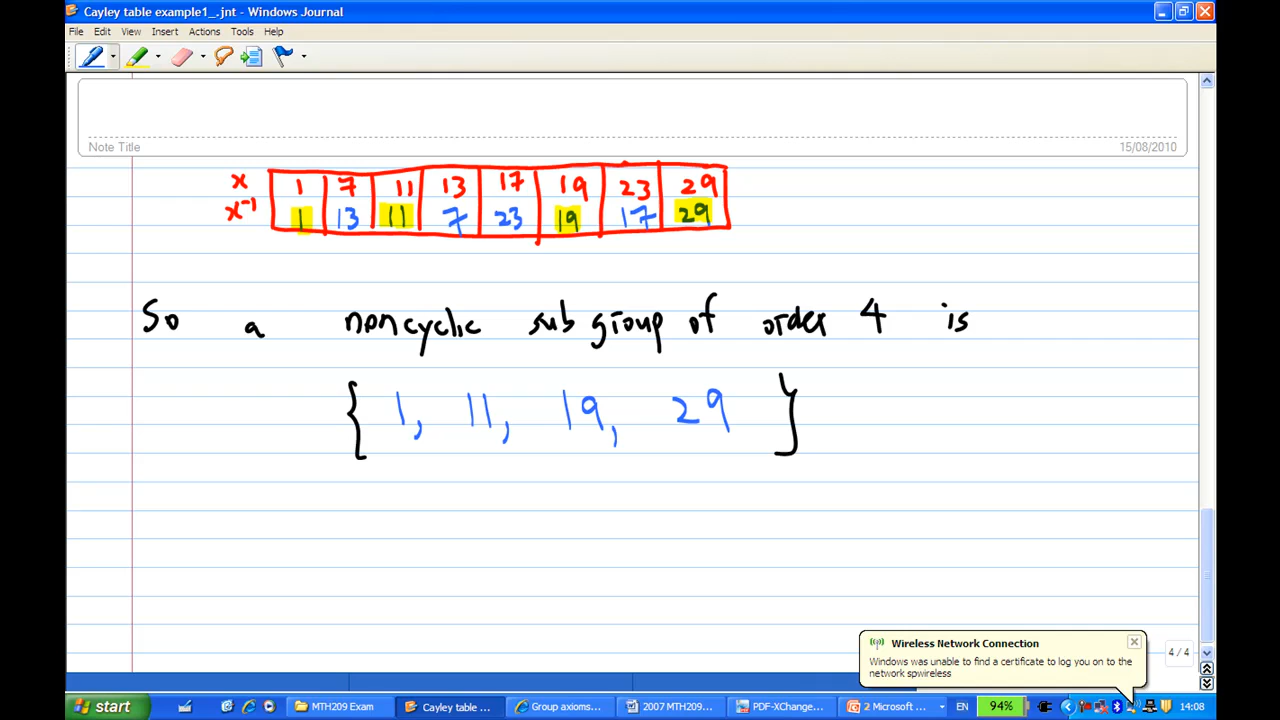 Cayley table example1_.jnt - Windows Journal
File Edit View Insert Actions Tools Help
Note Title
15/08/2010
x 1 7 11 13 17 19 23 29
x⁻¹ 1 13 11 7 23 19 17 29
So a noncyclic subgroup of order 4 is
{ 1, 11, 19, 29 }
Wireless Network Connection
Windows was unable to find a certificate to log you on to the
network spwireless
4 / 4
start MTH209 Exam Cayley table ... Group axioms... 2007 MTH209... PDF-XChange... 2 Microsoft ... EN 94% 14:08